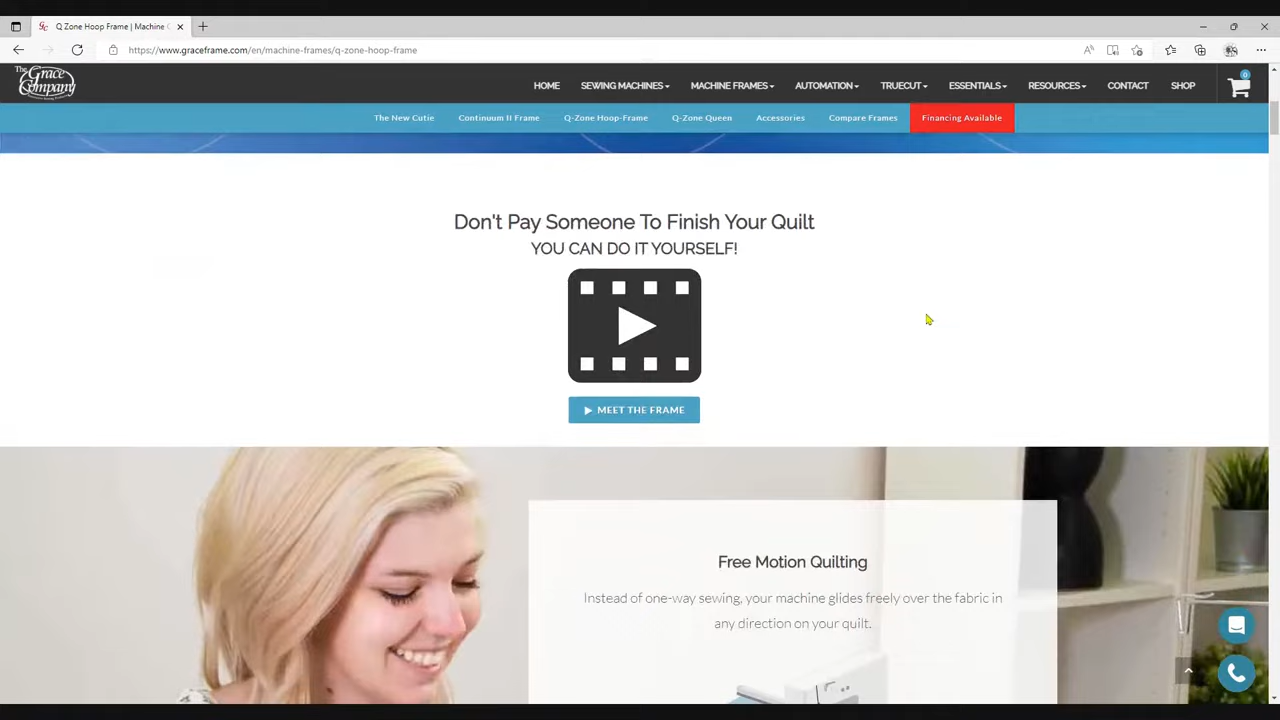 Q Zone Hoop Frame | Machine
https://www.graceframe.com/en/machine-frames/q-zone-hoop-frame
The Grace Company
HOME SEWING MACHINES MACHINE FRAMES AUTOMATION TRUECUT ESSENTIALS RESOURCES CONTACT SHOP 0
The New Cutie Continuum II Frame Q-Zone Hoop-Frame Q-Zone Queen Accessories Compare Frames Financing Available
Don't Pay Someone To Finish Your Quilt
YOU CAN DO IT YOURSELF!
MEET THE FRAME
Free Motion Quilting
Instead of one-way sewing, your machine glides freely over the fabric in
any direction on your quilt.